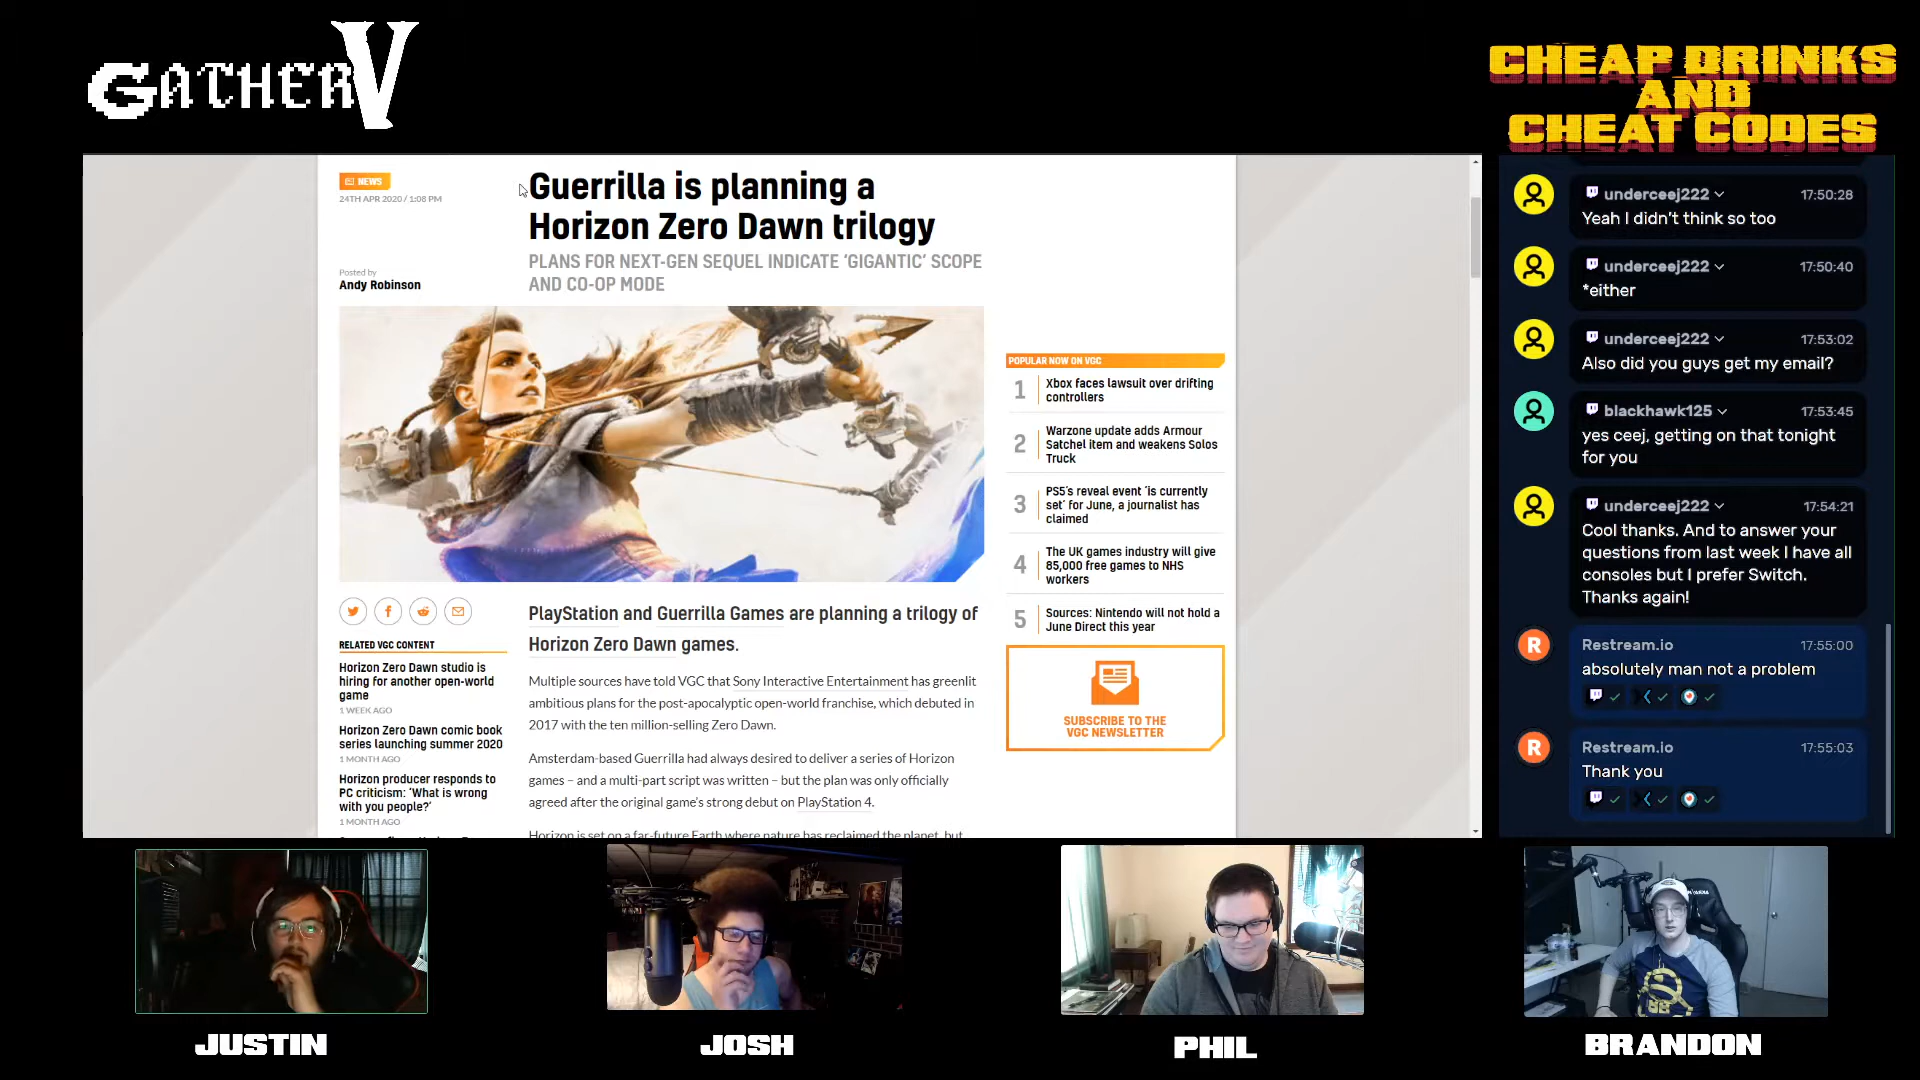 GATHERV
CHEAP DRINKS
AND
CHEAT CODES
NEWS
24TH APR 2020 / 1:08 PM
Posted by
Andy Robinson
Guerrilla is planning a
Horizon Zero Dawn trilogy
PLANS FOR NEXT-GEN SEQUEL INDICATE ‘GIGANTIC’ SCOPE
AND CO-OP MODE
RELATED VGC CONTENT
Horizon Zero Dawn studio is
hiring for another open-world
game
1 WEEK AGO
Horizon Zero Dawn comic book
series launching summer 2020
1 MONTH AGO
Horizon producer responds to
PC criticism: ‘What is wrong
with you people?’
1 MONTH AGO
PlayStation and Guerrilla Games are planning a trilogy of
Horizon Zero Dawn games.
Multiple sources have told VGC that Sony Interactive Entertainment has greenlit
ambitious plans for the post-apocalyptic open-world franchise, which debuted in
2017 with the ten million-selling Zero Dawn.
Amsterdam-based Guerrilla had always desired to deliver a series of Horizon
games – and a multi-part script was written – but the plan was only officially
agreed after the original game’s strong debut on PlayStation 4.
Horizon is set on a far-future Earth where nature has reclaimed the planet, but
POPULAR NOW ON VGC
1 Xbox faces lawsuit over drifting
controllers
2 Warzone update adds Armour
Satchel item and weakens Solos
Truck
3 PS5’s reveal event ‘is currently
set’ for June, a journalist has
claimed
4 The UK games industry will give
85,000 free games to NHS
workers
5 Sources: Nintendo will not hold a
June Direct this year
SUBSCRIBE TO THE
VGC NEWSLETTER
underceej222 17:50:28
Yeah I didn’t think so too
underceej222 17:50:40
*either
underceej222 17:53:02
Also did you guys get my email?
blackhawk125 17:53:45
yes ceej, getting on that tonight
for you
underceej222 17:54:21
Cool thanks. And to answer your
questions from last week I have all
consoles but I prefer Switch.
Thanks again!
R Restream.io 17:55:00
absolutely man not a problem
R Restream.io 17:55:03
Thank you
JUSTIN
JOSH
PHIL
BRANDON